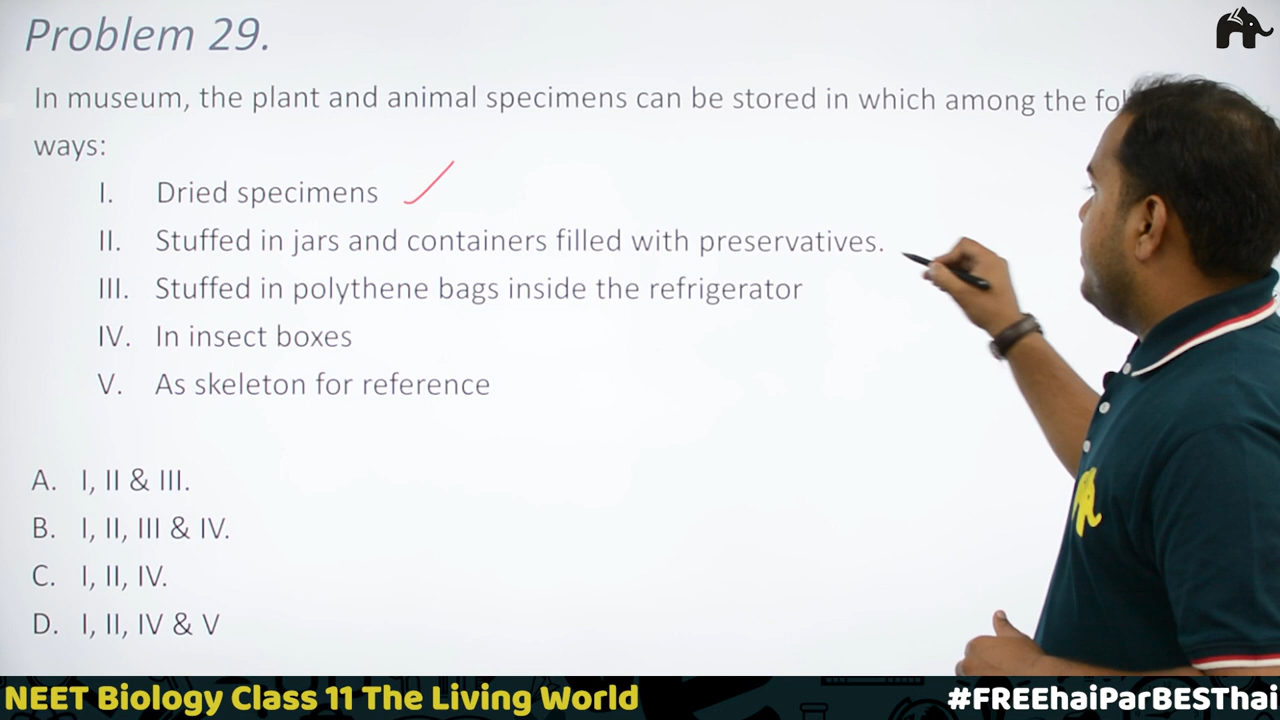 Problem 29.
In museum, the plant and animal specimens can be stored in which among the
ways:
I. Dried specimens
II. Stuffed in jars and containers filled with preservatives.
III. Stuffed in polythene bags inside the refrigerator
IV. In insect boxes
V. As skeleton for reference
A. I, II & III.
B. I, II, III & IV.
C. I, II, IV.
D. I, II, IV & V
NEET Biology Class 11 The Living World
#FREEhaiParBESThai